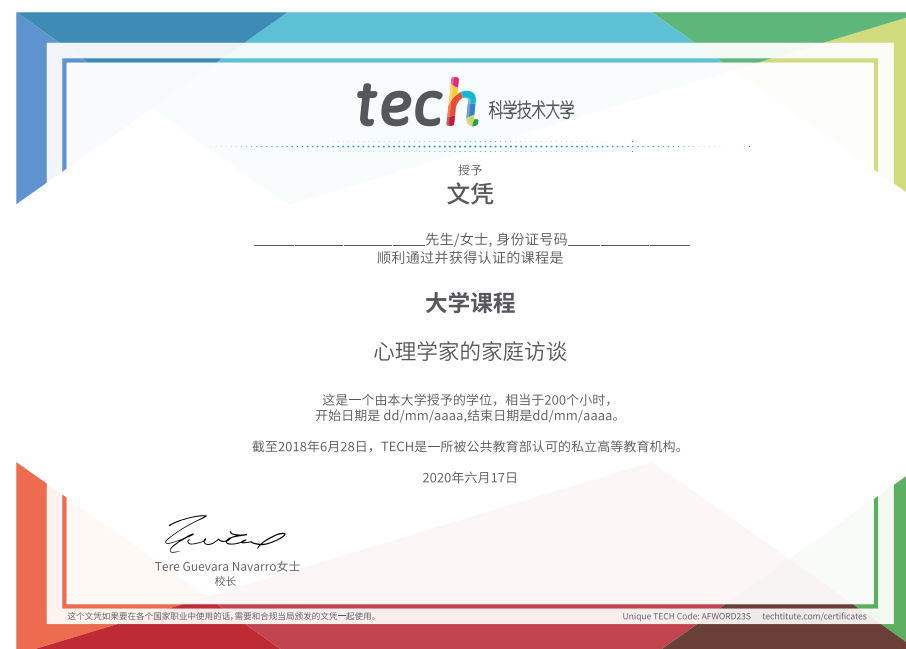 tech 科学技术大学
授予
文凭
________________________先生/女士, 身份证号码_________________
顺利通过并获得认证的课程是
大学课程
心理学家的家庭访谈
这是一个由本大学授予的学位，相当于200个小时，
开始日期是 dd/mm/aaaa,结束日期是dd/mm/aaaa。
截至2018年6月28日，TECH是一所被公共教育部认可的私立高等教育机构。
2020年六月17日
Tere Guevara Navarro女士
校长
这个文凭如果要在各个国家职业中使用的话,需要和合规当局颁发的文凭一起使用。
Unique TECH Code: AFWORD23S techtitute.com/certificates